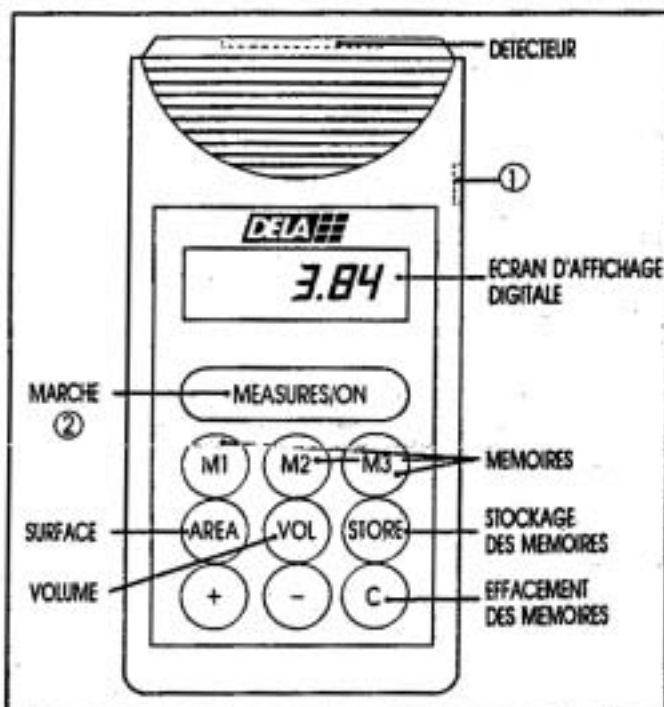 DETECTEUR
①
DELA
3.84
ECRAN D'AFFICHAGE
DIGITALE
MARCHE
②
MEASURES/ON
M1 M2 M3
MEMOIRES
SURFACE
AREA VOL STORE
STOCKAGE
DES MEMOIRES
VOLUME
+ - C
EFFACEMENT
DES MEMOIRES